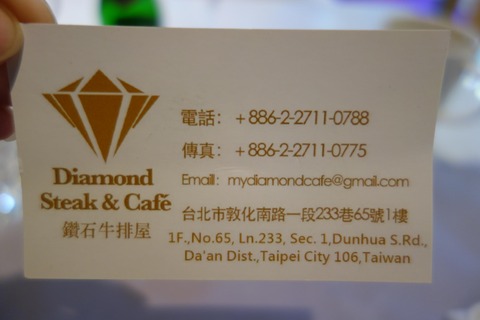 Diamond
Steak & Café
鑽石牛排屋
電話： +886-2-2711-0788
傳真： +886-2-2711-0775
Email: mydiamondcafe@gmail.com
台北市敦化南路一段233巷65號1樓
1F.,No.65, Ln.233, Sec. 1,Dunhua S.Rd.,
Da'an Dist.,Taipei City 106,Taiwan